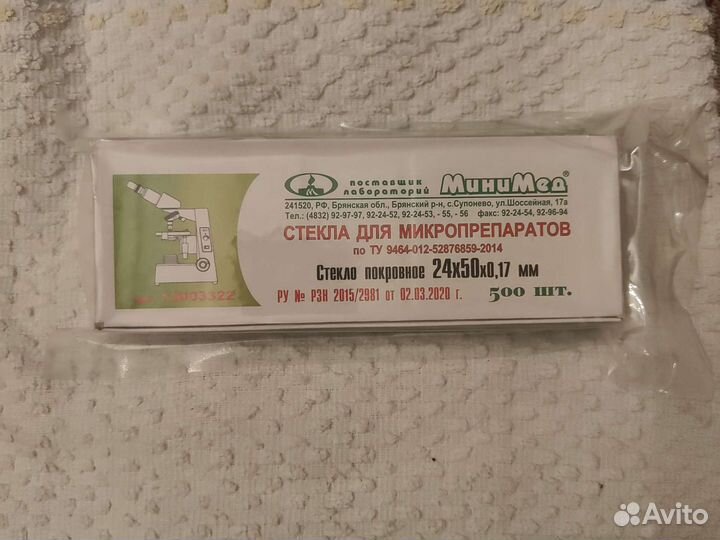 поставщик лабораторий МиниМед®
241520, РФ, Брянская обл., Брянский р-н, с.Супонево, ул.Шоссейная, 17а
Тел.: (4832) 92-97-97, 92-24-52, 92-24-53, - 55, - 56 факс: 92-24-54, 92-96-94
СТЕКЛА ДЛЯ МИКРОПРЕПАРАТОВ
по ТУ 9464-012-52876859-2014
Стекло покровное 24х50х0,17 мм
РУ № РЗН 2015/2981 от 02.03.2020 г. 500 шт.
Avito